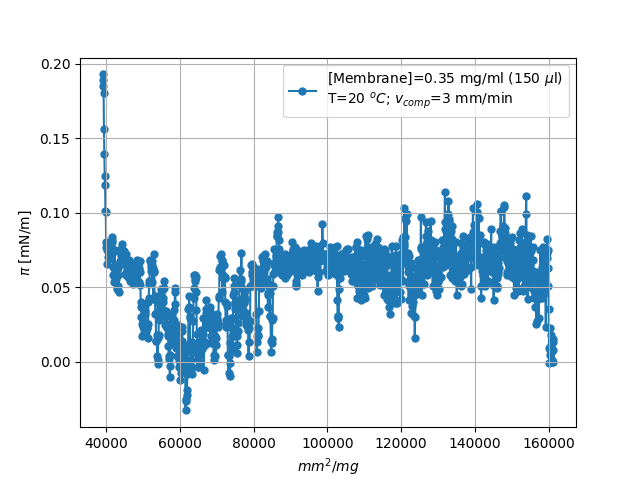 [Membrane]=0.35 mg/ml (150 μl)
T=20 °C; v_comp=3 mm/min
0.20
0.15
0.10
0.05
0.00
π [mN/m]
40000 60000 80000 100000 120000 140000 160000
mm²/mg